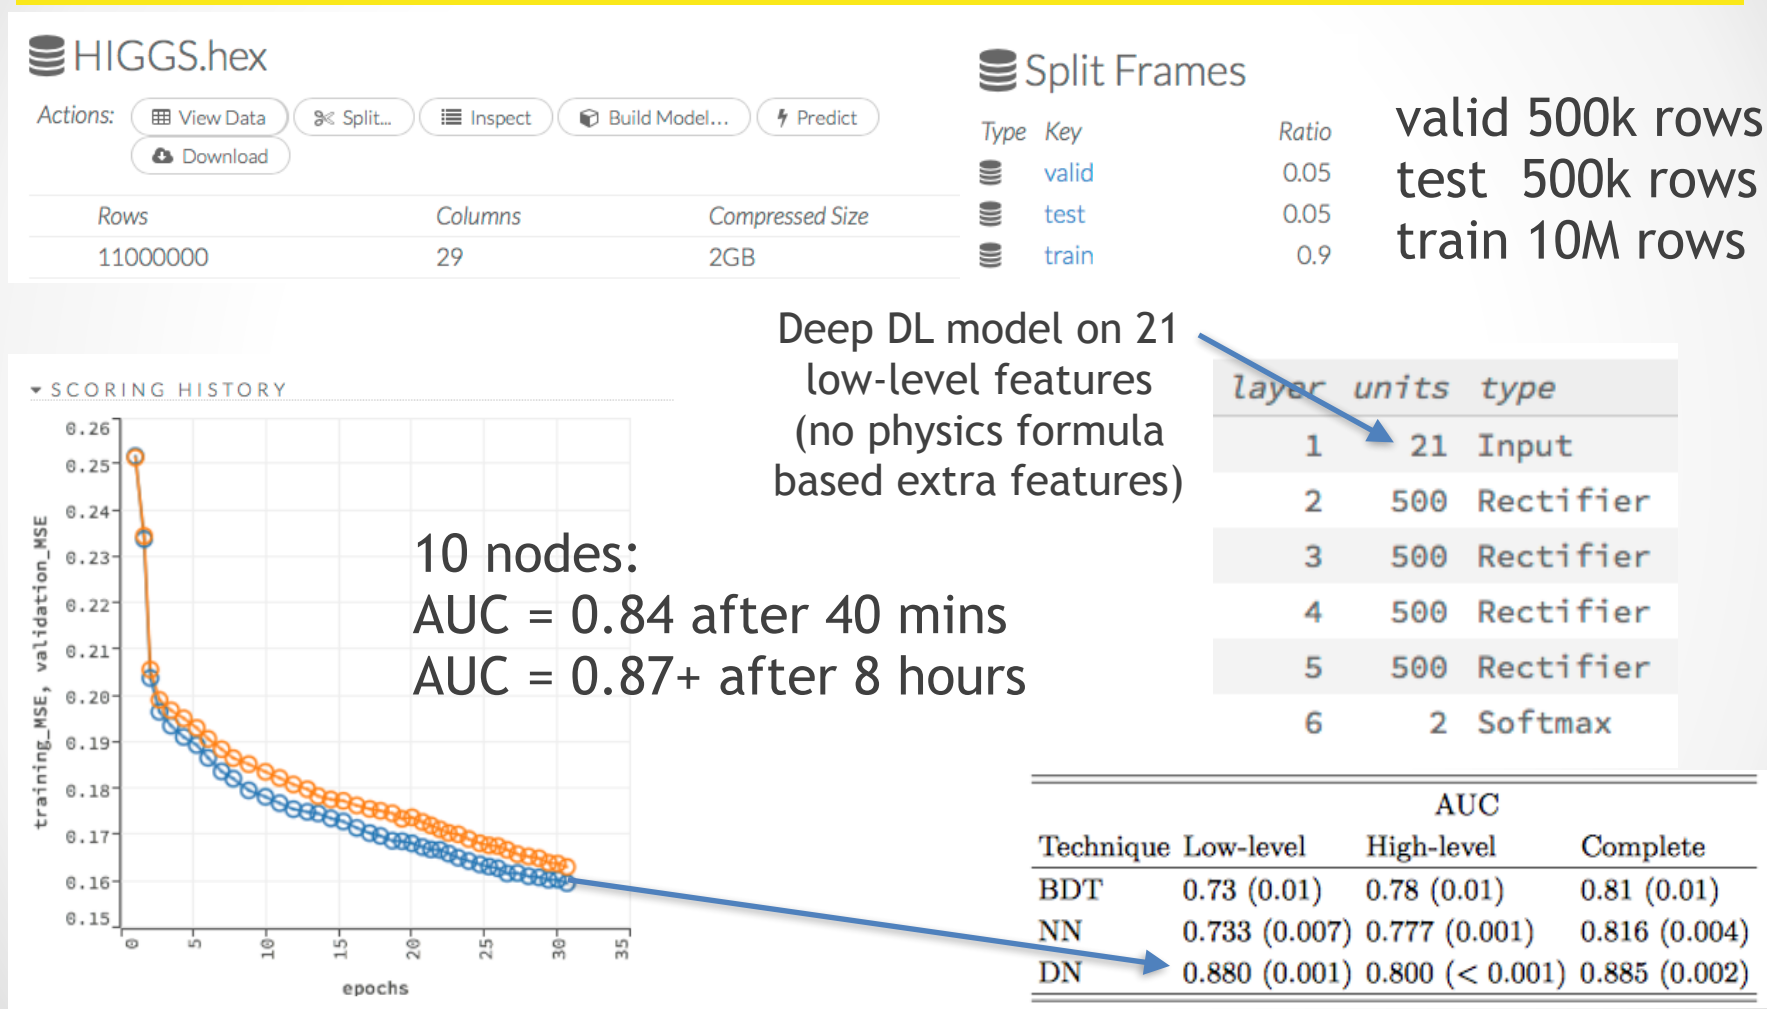 HIGGS.hex
Actions: View Data Split... Inspect Build Model... Predict
Download
Rows Columns Compressed Size
11000000 29 2GB
Split Frames
Type Key Ratio
valid 0.05
test 0.05
train 0.9
valid 500k rows
test 500k rows
train 10M rows
Deep DL model on 21
low-level features
(no physics formula
based extra features)
SCORING HISTORY
training_MSE, validation_MSE
0.26
0.25
0.24
0.23
0.22
0.21
0.20
0.19
0.18
0.17
0.16
0.15
0 5 10 15 20 25 30 35
epochs
10 nodes:
AUC = 0.84 after 40 mins
AUC = 0.87+ after 8 hours
layer units type
1 21 Input
2 500 Rectifier
3 500 Rectifier
4 500 Rectifier
5 500 Rectifier
6 2 Softmax
AUC
Technique Low-level High-level Complete
BDT 0.73 (0.01) 0.78 (0.01) 0.81 (0.01)
NN 0.733 (0.007) 0.777 (0.001) 0.816 (0.004)
DN 0.880 (0.001) 0.800 (< 0.001) 0.885 (0.002)